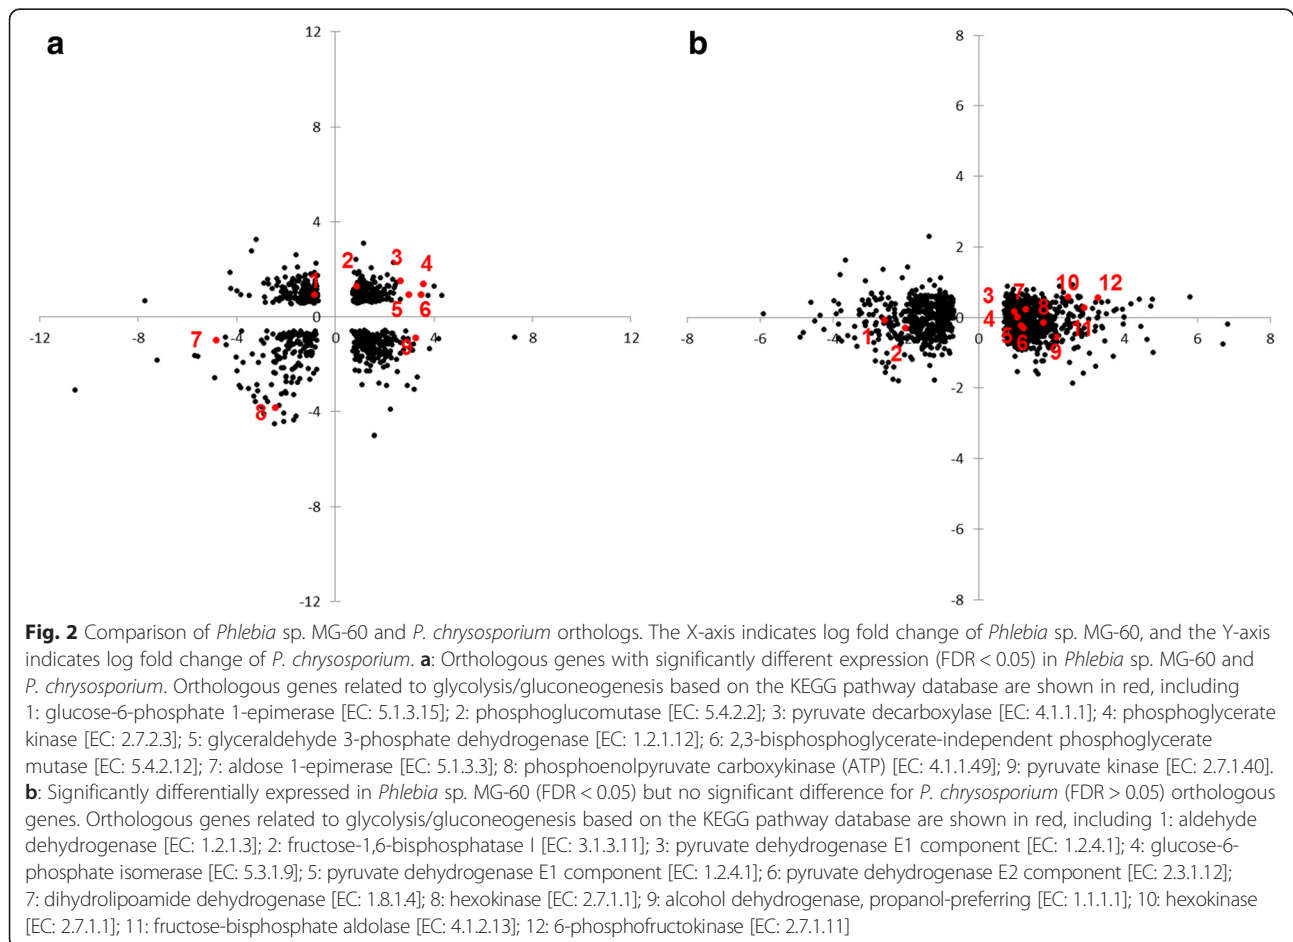 a
b
12
8
4
0
-4
-8
-12
-12 -8 -4 0 4 8 12
1
2
3
4
5
6
7
8
9
8
6
4
2
0
-2
-4
-6
-8
-8 -6 -4 -2 0 2 4 6 8
1
2
3
4
5
6
7
8
9
10
11
12
Fig. 2 Comparison of Phlebia sp. MG-60 and P. chrysosporium orthologs. The X-axis indicates log fold change of Phlebia sp. MG-60, and the Y-axis
indicates log fold change of P. chrysosporium. a: Orthologous genes with significantly different expression (FDR < 0.05) in Phlebia sp. MG-60 and
P. chrysosporium. Orthologous genes related to glycolysis/gluconeogenesis based on the KEGG pathway database are shown in red, including
1: glucose-6-phosphate 1-epimerase [EC: 5.1.3.15]; 2: phosphoglucomutase [EC: 5.4.2.2]; 3: pyruvate decarboxylase [EC: 4.1.1.1]; 4: phosphoglycerate
kinase [EC: 2.7.2.3]; 5: glyceraldehyde 3-phosphate dehydrogenase [EC: 1.2.1.12]; 6: 2,3-bisphosphoglycerate-independent phosphoglycerate
mutase [EC: 5.4.2.12]; 7: aldose 1-epimerase [EC: 5.1.3.3]; 8: phosphoenolpyruvate carboxykinase (ATP) [EC: 4.1.1.49]; 9: pyruvate kinase [EC: 2.7.1.40].
b: Significantly differentially expressed in Phlebia sp. MG-60 (FDR < 0.05) but no significant difference for P. chrysosporium (FDR > 0.05) orthologous
genes. Orthologous genes related to glycolysis/gluconeogenesis based on the KEGG pathway database are shown in red, including 1: aldehyde
dehydrogenase [EC: 1.2.1.3]; 2: fructose-1,6-bisphosphatase I [EC: 3.1.3.11]; 3: pyruvate dehydrogenase E1 component [EC: 1.2.4.1]; 4: glucose-6-
phosphate isomerase [EC: 5.3.1.9]; 5: pyruvate dehydrogenase E1 component [EC: 1.2.4.1]; 6: pyruvate dehydrogenase E2 component [EC: 2.3.1.12];
7: dihydrolipoamide dehydrogenase [EC: 1.8.1.4]; 8: hexokinase [EC: 2.7.1.1]; 9: alcohol dehydrogenase, propanol-preferring [EC: 1.1.1.1]; 10: hexokinase
[EC: 2.7.1.1]; 11: fructose-bisphosphate aldolase [EC: 4.1.2.13]; 12: 6-phosphofructokinase [EC: 2.7.1.11]